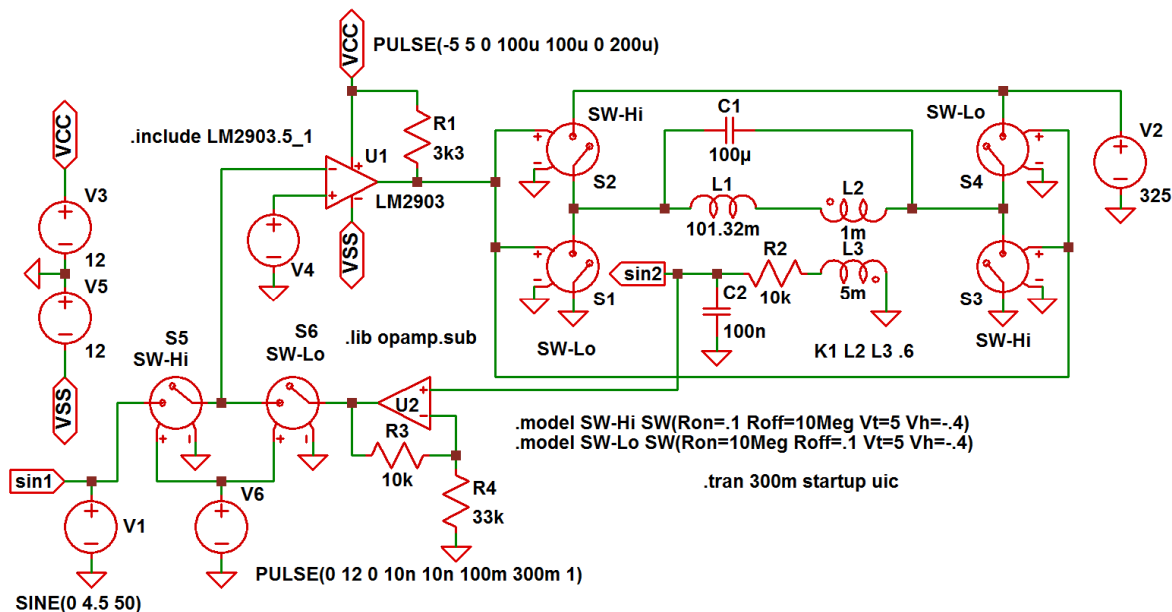 VCC
PULSE(-5 5 0 100u 100u 0 200u)
R1
3k3
.include LM2903.5_1
U1
LM2903
VSS
V4
VCC
V3
12
V5
12
VSS
SW-Hi
S2
C1
100µ
L1
101.32m
L2
1m
SW-Lo
S4
V2
325
S1
SW-Lo
sin2
C2
100n
R2
10k
L3
5m
S3
SW-Hi
K1 L2 L3 .6
S5
SW-Hi
S6
SW-Lo
.lib opamp.sub
U2
R3
10k
R4
33k
.model SW-Hi SW(Ron=.1 Roff=10Meg Vt=5 Vh=-.4)
.model SW-Lo SW(Ron=10Meg Roff=.1 Vt=5 Vh=-.4)
.tran 300m startup uic
sin1
V1
V6
PULSE(0 12 0 10n 10n 100m 300m 1)
SINE(0 4.5 50)